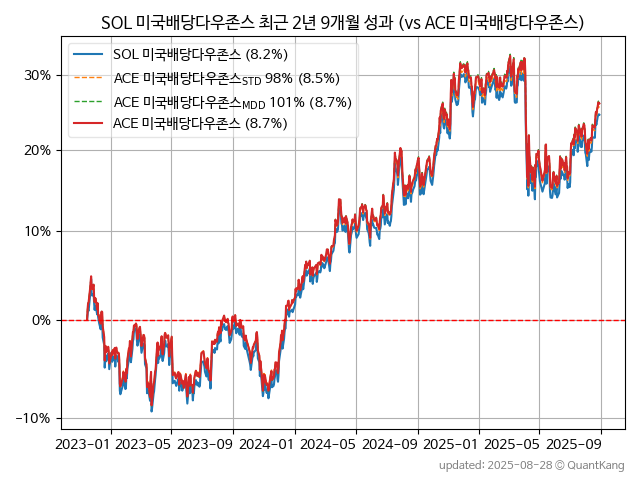 SOL 미국배당다우존스 최근 2년 9개월 성과 (vs ACE 미국배당다우존스)
SOL 미국배당다우존스 (8.2%)
ACE 미국배당다우존스STD 98% (8.5%)
ACE 미국배당다우존스MDD 101% (8.7%)
ACE 미국배당다우존스 (8.7%)
30%
20%
10%
0%
−10%
2023-01 2023-05 2023-09 2024-01 2024-05 2024-09 2025-01 2025-05 2025-09
updated: 2025-08-28 © QuantKang